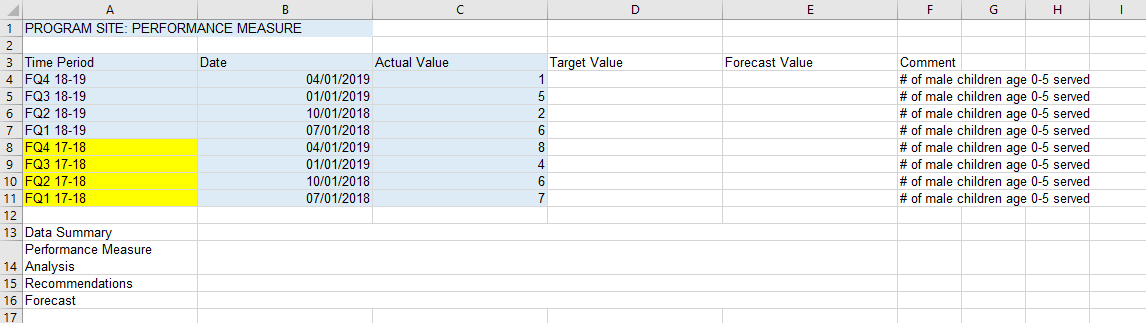 A B C D E F G H I
1 PROGRAM SITE: PERFORMANCE MEASURE
2
3 Time Period Date Actual Value Target Value Forecast Value Comment
4 FQ4 18-19 04/01/2019 1 # of male children age 0-5 served
5 FQ3 18-19 01/01/2019 5 # of male children age 0-5 served
6 FQ2 18-19 10/01/2018 2 # of male children age 0-5 served
7 FQ1 18-19 07/01/2018 6 # of male children age 0-5 served
8 FQ4 17-18 04/01/2019 8 # of male children age 0-5 served
9 FQ3 17-18 01/01/2019 4 # of male children age 0-5 served
10 FQ2 17-18 10/01/2018 6 # of male children age 0-5 served
11 FQ1 17-18 07/01/2018 7 # of male children age 0-5 served
12
13 Data Summary
Performance Measure
14 Analysis
15 Recommendations
16 Forecast
17